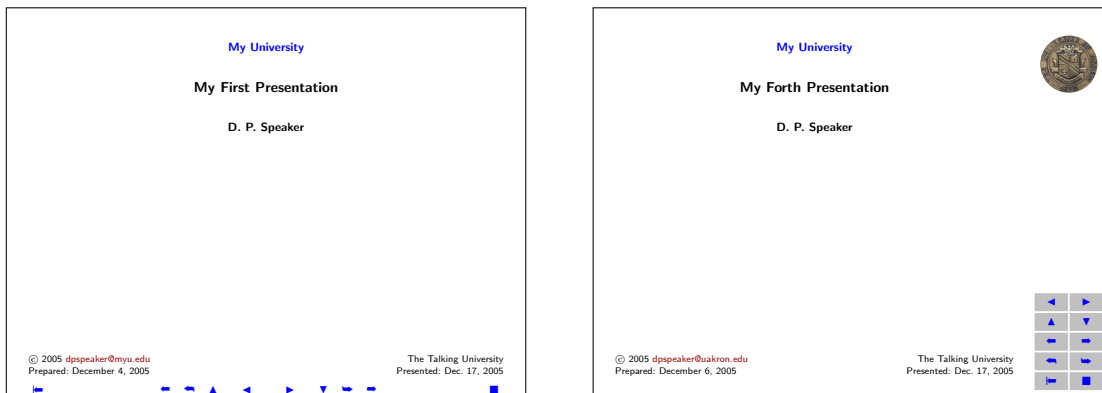 My University
My First Presentation
D. P. Speaker
© 2005 dpspeaker@myu.edu
Prepared: December 4, 2005
The Talking University
Presented: Dec. 17, 2005
My University
My Forth Presentation
D. P. Speaker
© 2005 dpspeaker@uakron.edu
Prepared: December 6, 2005
The Talking University
Presented: Dec. 17, 2005